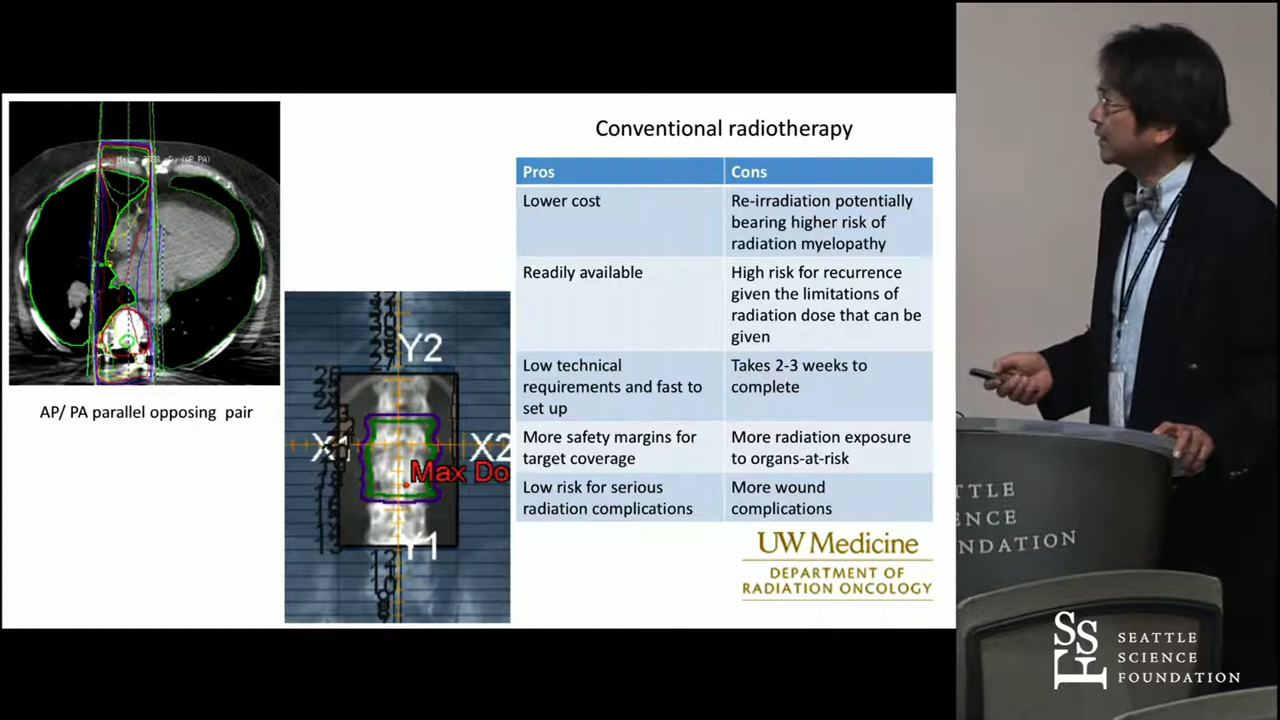 Conventional radiotherapy
Pros Cons
Lower cost
Re-irradiation potentially
bearing higher risk of
radiation myelopathy
Readily available
High risk for recurrence
given the limitations of
radiation dose that can be
given
Low technical
requirements and fast to
set up
Takes 2-3 weeks to
complete
More safety margins for
target coverage
More radiation exposure
to organs-at-risk
Low risk for serious
radiation complications
More wound
complications
AP/ PA parallel opposing pair
Y2
X1
X2
Max Do
Y1
UW Medicine
DEPARTMENT OF
RADIATION ONCOLOGY
TTLE
ENCE
NDATION
SSF
SEATTLE
SCIENCE
FOUNDATION